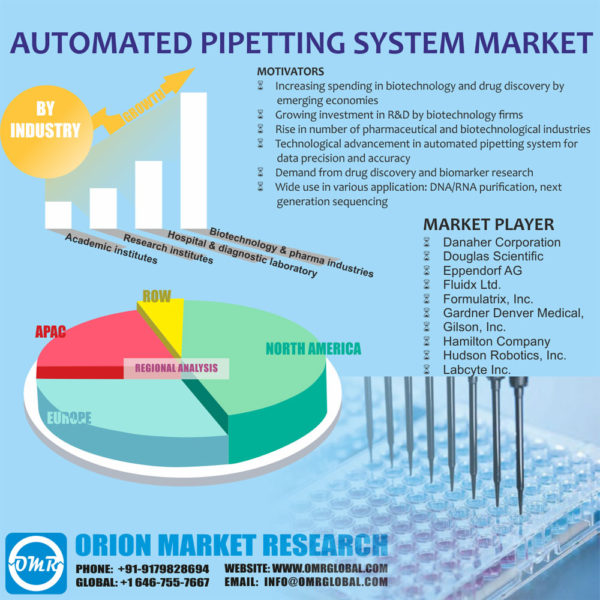 AUTOMATED PIPETTING SYSTEM MARKET
BY
INDUSTRY
GROWTH
Academic institutes
Research institutes
Hospital & diagnostic laboratory
Biotechnology & pharma industries
MOTIVATORS
Increasing spending in biotechnology and drug discovery by
emerging economies
Growing investment in R&D by biotechnology firms
Rise in number of pharmaceutical and biotechnological industries
Technological advancement in automated pipetting system for
data precision and accuracy
Demand from drug discovery and biomarker research
Wide use in various application: DNA/RNA purification, next
generation sequencing
MARKET PLAYER
Danaher Corporation
Douglas Scientific
Eppendorf AG
Fluidx Ltd.
Formulatrix, Inc.
Gardner Denver Medical,
Gilson, Inc.
Hamilton Company
Hudson Robotics, Inc.
Labcyte Inc.
ROW
APAC
NORTH AMERICA
REGIONAL ANALYSIS
EUROPE
OMR
ORION MARKET RESEARCH
PHONE: +91-9179828694 WEBSITE: WWW.OMRGLOBAL.COM
GLOBAL: +1 646-755-7667 EMAIL: INFO@OMRGLOBAL.COM